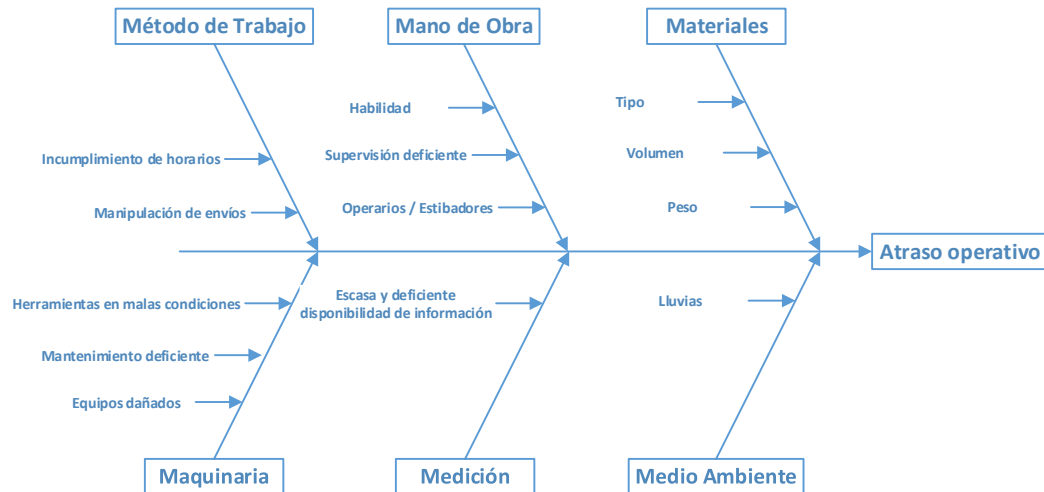 Método de Trabajo
Mano de Obra
Materiales
Habilidad
Tipo
Incumplimiento de horarios
Supervisión deficiente
Volumen
Manipulación de envíos
Operarios / Estibadores
Peso
Atraso operativo
Herramientas en malas condiciones
Escasa y deficiente
disponibilidad de información
Lluvias
Mantenimiento deficiente
Equipos dañados
Maquinaria
Medición
Medio Ambiente